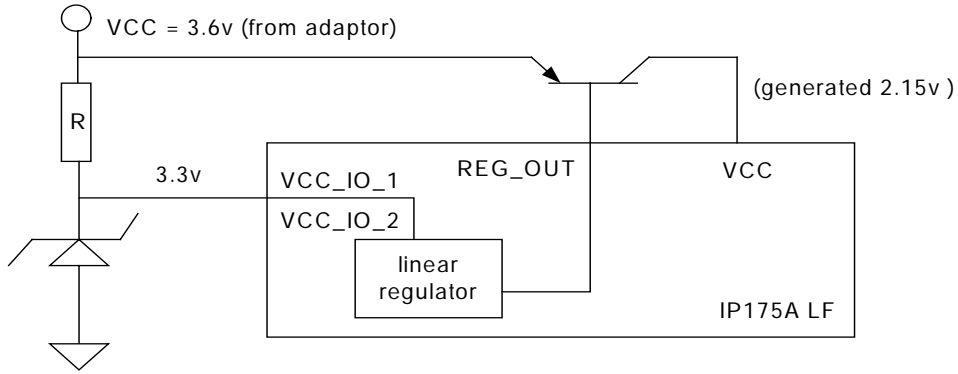 VCC = 3.6v (from adaptor)
(generated 2.15v )
R
3.3v
VCC_IO_1
REG_OUT
VCC
VCC_IO_2
linear
regulator
IP175A LF